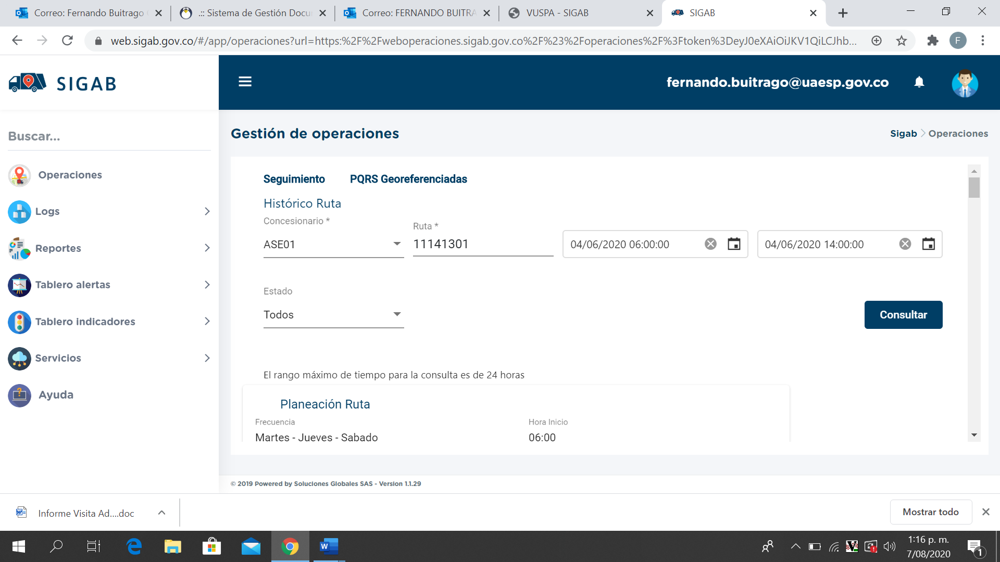 Correo: Fernando Buitrago
.:: Sistema de Gestión Docu
Correo: FERNANDO BUITRA
VUSPA - SIGAB
SIGAB
web.sigab.gov.co/#/app/operaciones?url=https:%2F%2Fweboperaciones.sigab.gov.co%2F%23%2Foperaciones%2F%3Ftoken%3DeyJ0eXAiOiJKV1QiLCJhb...
F
SIGAB
fernando.buitrago@uaesp.gov.co
Buscar...
Operaciones
Logs
Reportes
Tablero alertas
Tablero indicadores
Servicios
Ayuda
Gestión de operaciones
Sigab > Operaciones
Seguimiento PQRS Georeferenciadas
Histórico Ruta
Concesionario *
Ruta *
ASE01
11141301
04/06/2020 06:00:00
04/06/2020 14:00:00
Estado
Todos
Consultar
El rango máximo de tiempo para la consulta es de 24 horas
Planeación Ruta
Frecuencia
Hora Inicio
Martes - Jueves - Sabado
06:00
© 2019 Powered by Soluciones Globales SAS - Version 1.1.29
Informe Visita Ad....doc
Mostrar todo
1:16 p. m.
7/08/2020
1